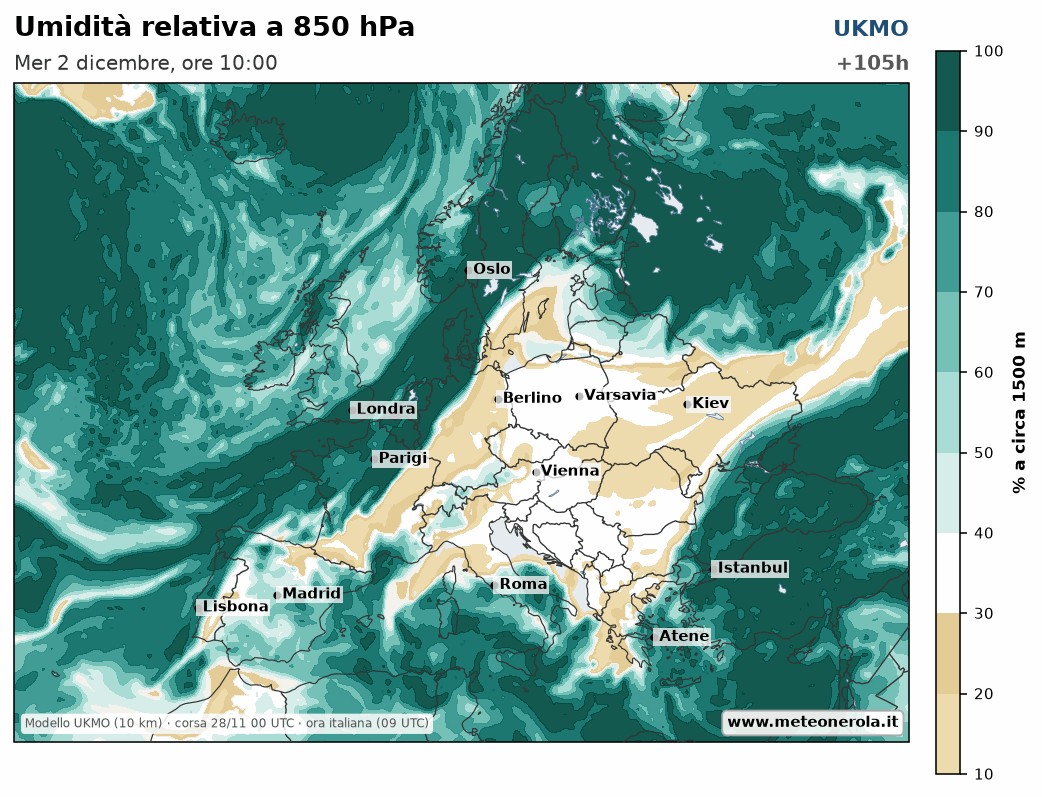 Umidità relativa a 850 hPa
UKMO
Mer 2 dicembre, ore 10:00
+105h
100
90
80
70
60
50
40
30
20
10
% a circa 1500 m
Oslo
Berlino
Varsavia
Kiev
Londra
Parigi
Vienna
Istanbul
Roma
Madrid
Lisbona
Atene
Modello UKMO (10 km) · corsa 28/11 00 UTC · ora italiana (09 UTC)
www.meteonerola.it